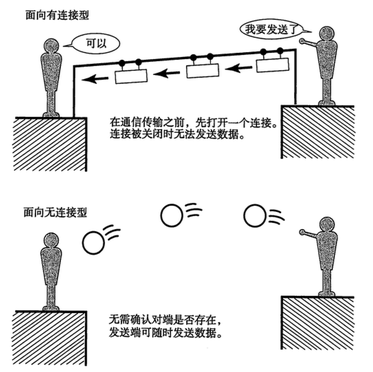 面向有连接型
可以
我要发送了
在通信传输之前，先打开一个连接。
连接被关闭时无法发送数据。
面向无连接型
无需确认对端是否存在，
发送端可随时发送数据。